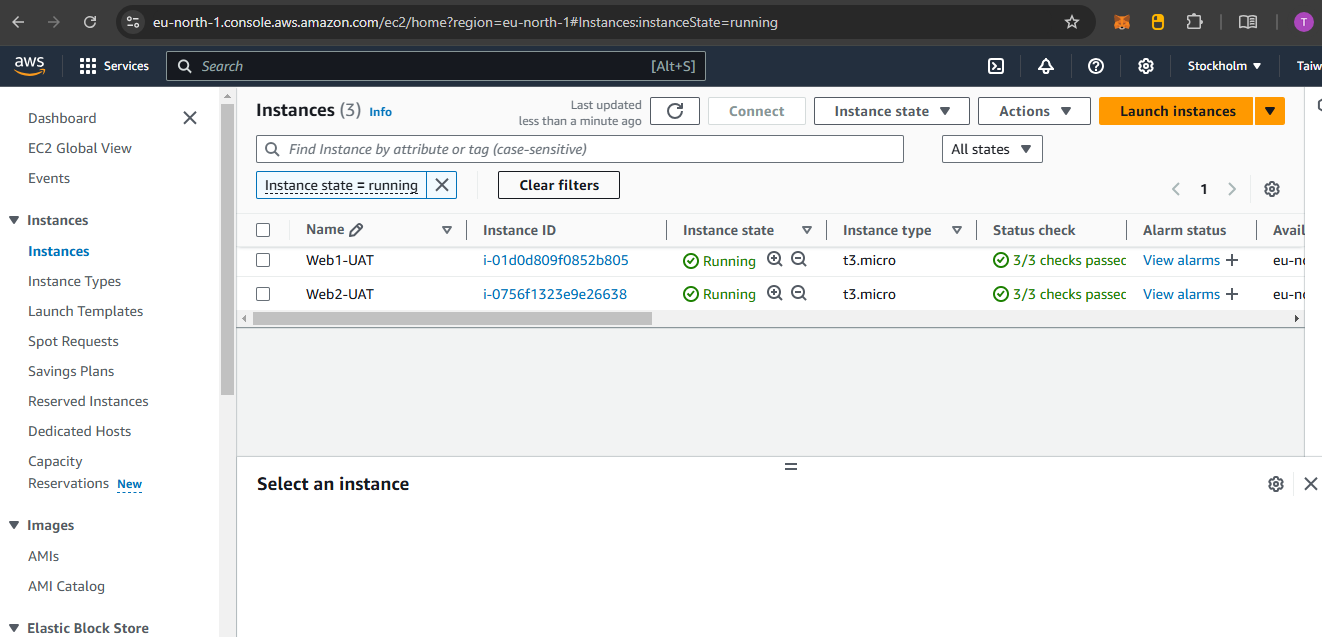 eu-north-1.console.aws.amazon.com/ec2/home?region=eu-north-1#Instances:instanceState=running
T
aws
Services
Search [Alt+S]
Stockholm
Taiw
Dashboard
EC2 Global View
Events
Instances
Instances
Instance Types
Launch Templates
Spot Requests
Savings Plans
Reserved Instances
Dedicated Hosts
Capacity
Reservations New
Images
AMIs
AMI Catalog
Elastic Block Store
Instances (3) Info
Last updated
less than a minute ago
Connect
Instance state
Actions
Launch instances
Find Instance by attribute or tag (case-sensitive)
All states
Instance state = running
Clear filters
1
Name Instance ID Instance state Instance type Status check Alarm status Avail
Web1-UAT i-01d0d809f0852b805 Running t3.micro 3/3 checks passed View alarms eu-no
Web2-UAT i-0756f1323e9e26638 Running t3.micro 3/3 checks passed View alarms eu-no
Select an instance